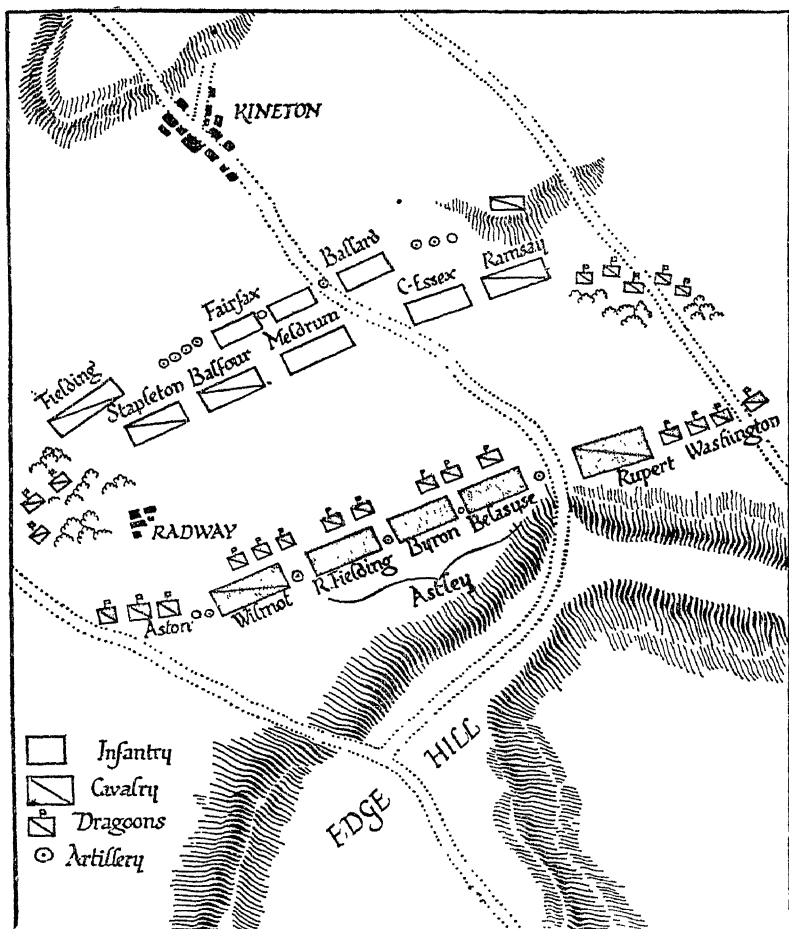 KINETON
Ballard
Ramsay
C-Essex
Fairfax
Meldrum
Balfour
Stapleton
Fielding
Washington
Rupert
RADWAY
Belasyse
Byron
R.Fielding
Astley
Wilmot
Aston
EDGE HILL
Infantry
Cavalry
Dragoons
Artillery